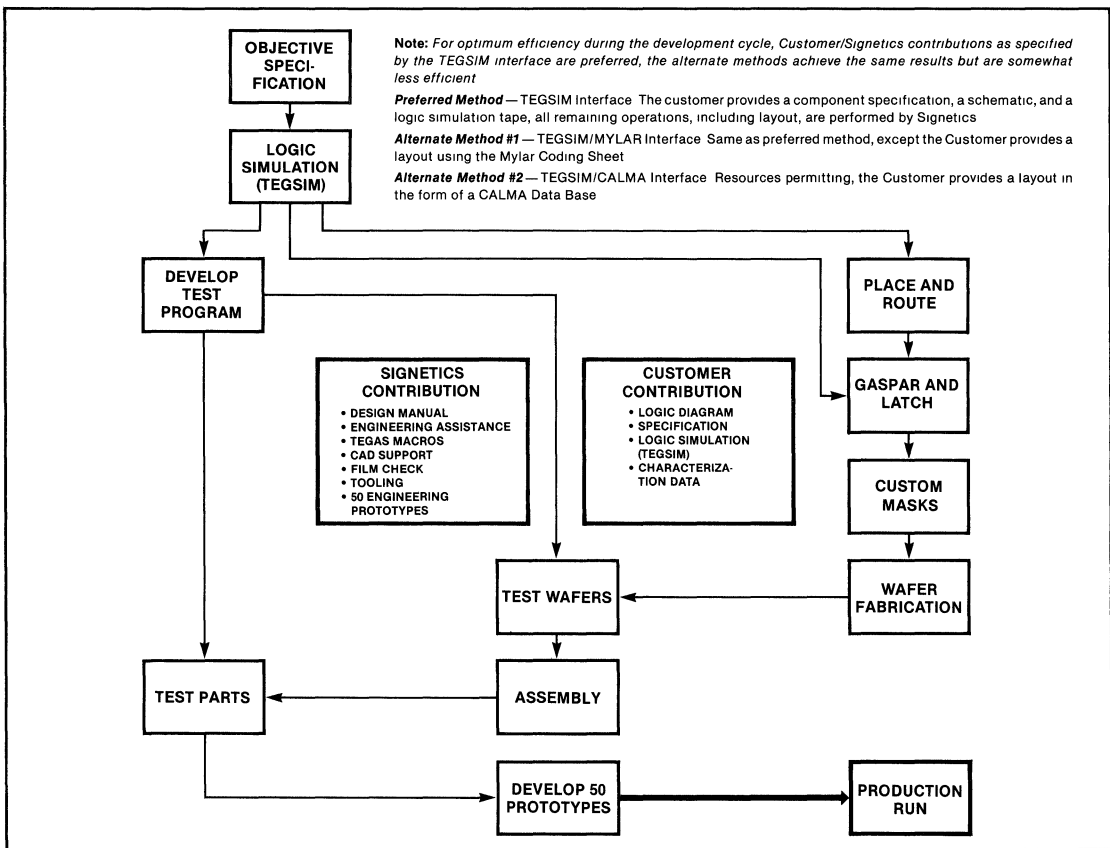 OBJECTIVE
SPECI-
FICATION
Note: For optimum efficiency during the development cycle, Customer/Signetics contributions as specified
by the TEGSIM interface are preferred, the alternate methods achieve the same results but are somewhat
less efficient
Preferred Method — TEGSIM Interface The customer provides a component specification, a schematic, and a
logic simulation tape, all remaining operations, including layout, are performed by Signetics
Alternate Method #1 — TEGSIM/MYLAR Interface Same as preferred method, except the Customer provides a
layout using the Mylar Coding Sheet
Alternate Method #2 — TEGSIM/CALMA Interface Resources permitting, the Customer provides a layout in
the form of a CALMA Data Base
LOGIC
SIMULATION
(TEGSIM)
DEVELOP
TEST
PROGRAM
PLACE AND
ROUTE
SIGNETICS
CONTRIBUTION
• DESIGN MANUAL
• ENGINEERING ASSISTANCE
• TEGAS MACROS
• CAD SUPPORT
• FILM CHECK
• TOOLING
• 50 ENGINEERING
PROTOTYPES
CUSTOMER
CONTRIBUTION
• LOGIC DIAGRAM
• SPECIFICATION
• LOGIC SIMULATION
(TEGSIM)
• CHARACTERIZA-
TION DATA
GASPAR AND
LATCH
CUSTOM
MASKS
TEST WAFERS
WAFER
FABRICATION
TEST PARTS
ASSEMBLY
DEVELOP 50
PROTOTYPES
PRODUCTION
RUN